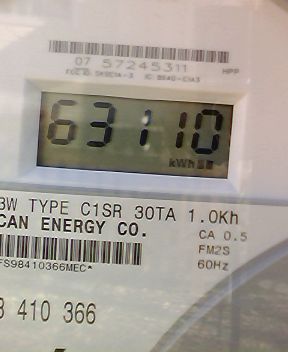 07 57245311
HPP
63110
kWh
3W TYPE C1SR 30TA 1.0Kh
CAN ENERGY CO.
CA 0.5
FM2S
60Hz
FS98410366MEC*
410 366